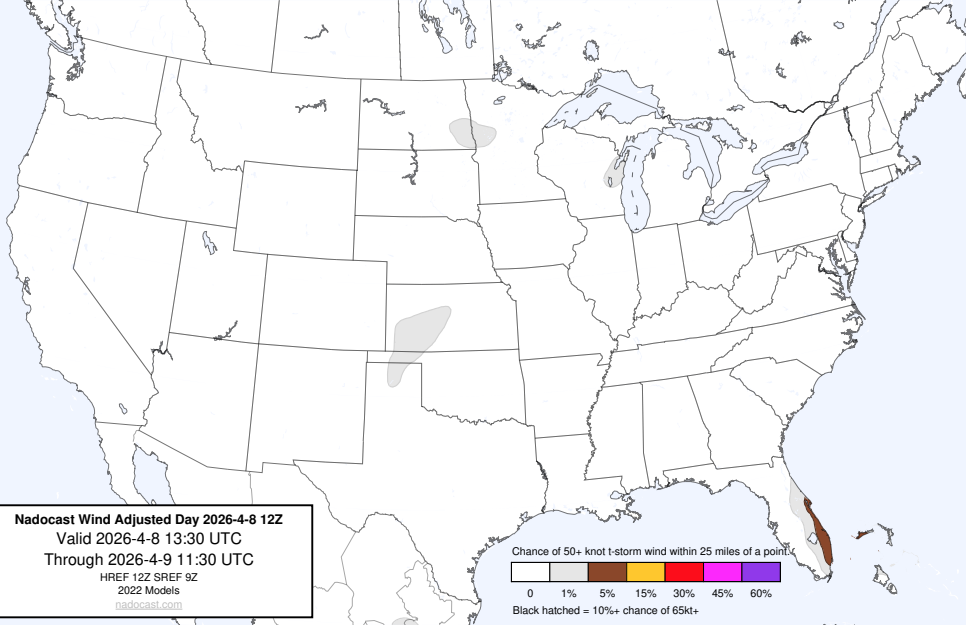 Nadocast Wind Adjusted Day 2026-4-8 12Z
Valid 2026-4-8 13:30 UTC
Through 2026-4-9 11:30 UTC
HREF 12Z SREF 9Z
2022 Models
nadocast.com
Chance of 50+ knot t-storm wind within 25 miles of a point.
0 1% 5% 15% 30% 45% 60%
Black hatched = 10%+ chance of 65kt+